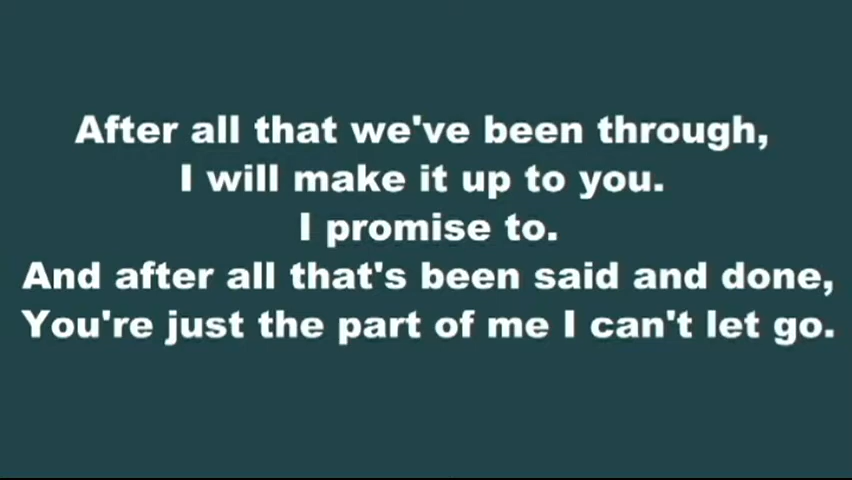 After all that we've been through,
I will make it up to you.
I promise to.
And after all that's been said and done,
You're just the part of me I can't let go.